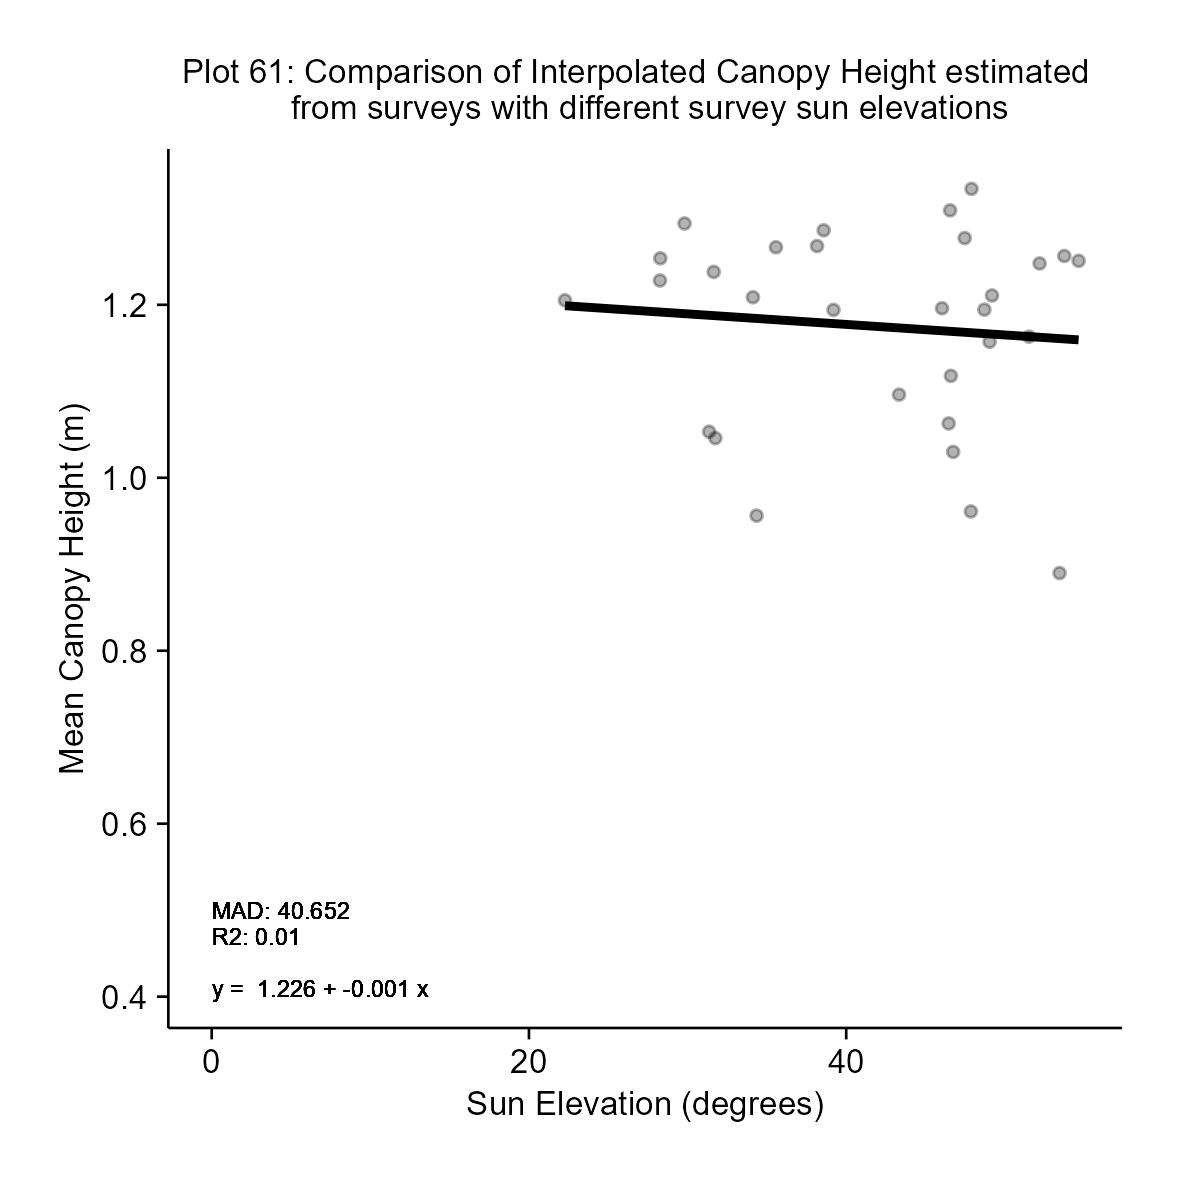 Plot 61: Comparison of Interpolated Canopy Height estimated
from surveys with different survey sun elevations
Mean Canopy Height (m)
1.2
1.0
0.8
0.6
0.4
MAD: 40.652
R2: 0.01
y =  1.226 + -0.001 x
0
20
40
Sun Elevation (degrees)